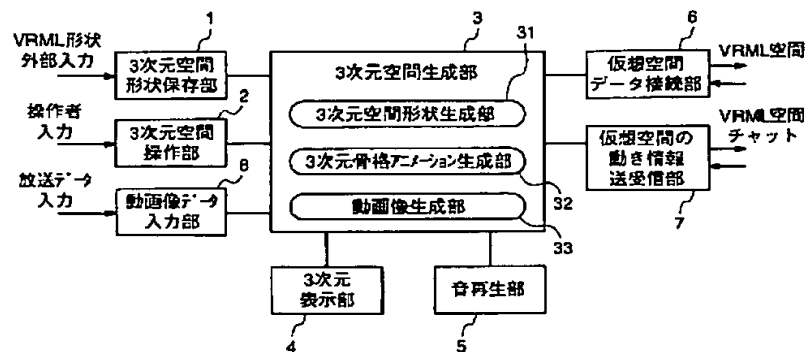 VRML形状
外部入力
1
3次元空間
形状保存部
操作者
入力
2
3次元空間
操作部
放送データ
入力
8
動画像データ
入力部
3
3次元空間生成部
31
3次元空間形状生成部
3次元骨格アニメーション生成部
32
動画像生成部
33
3次元
表示部
4
音再生部
5
6
仮想空間
データ接続部
VRML空間
仮想空間の
動き情報
送受信部
7
VRML空間
チャット